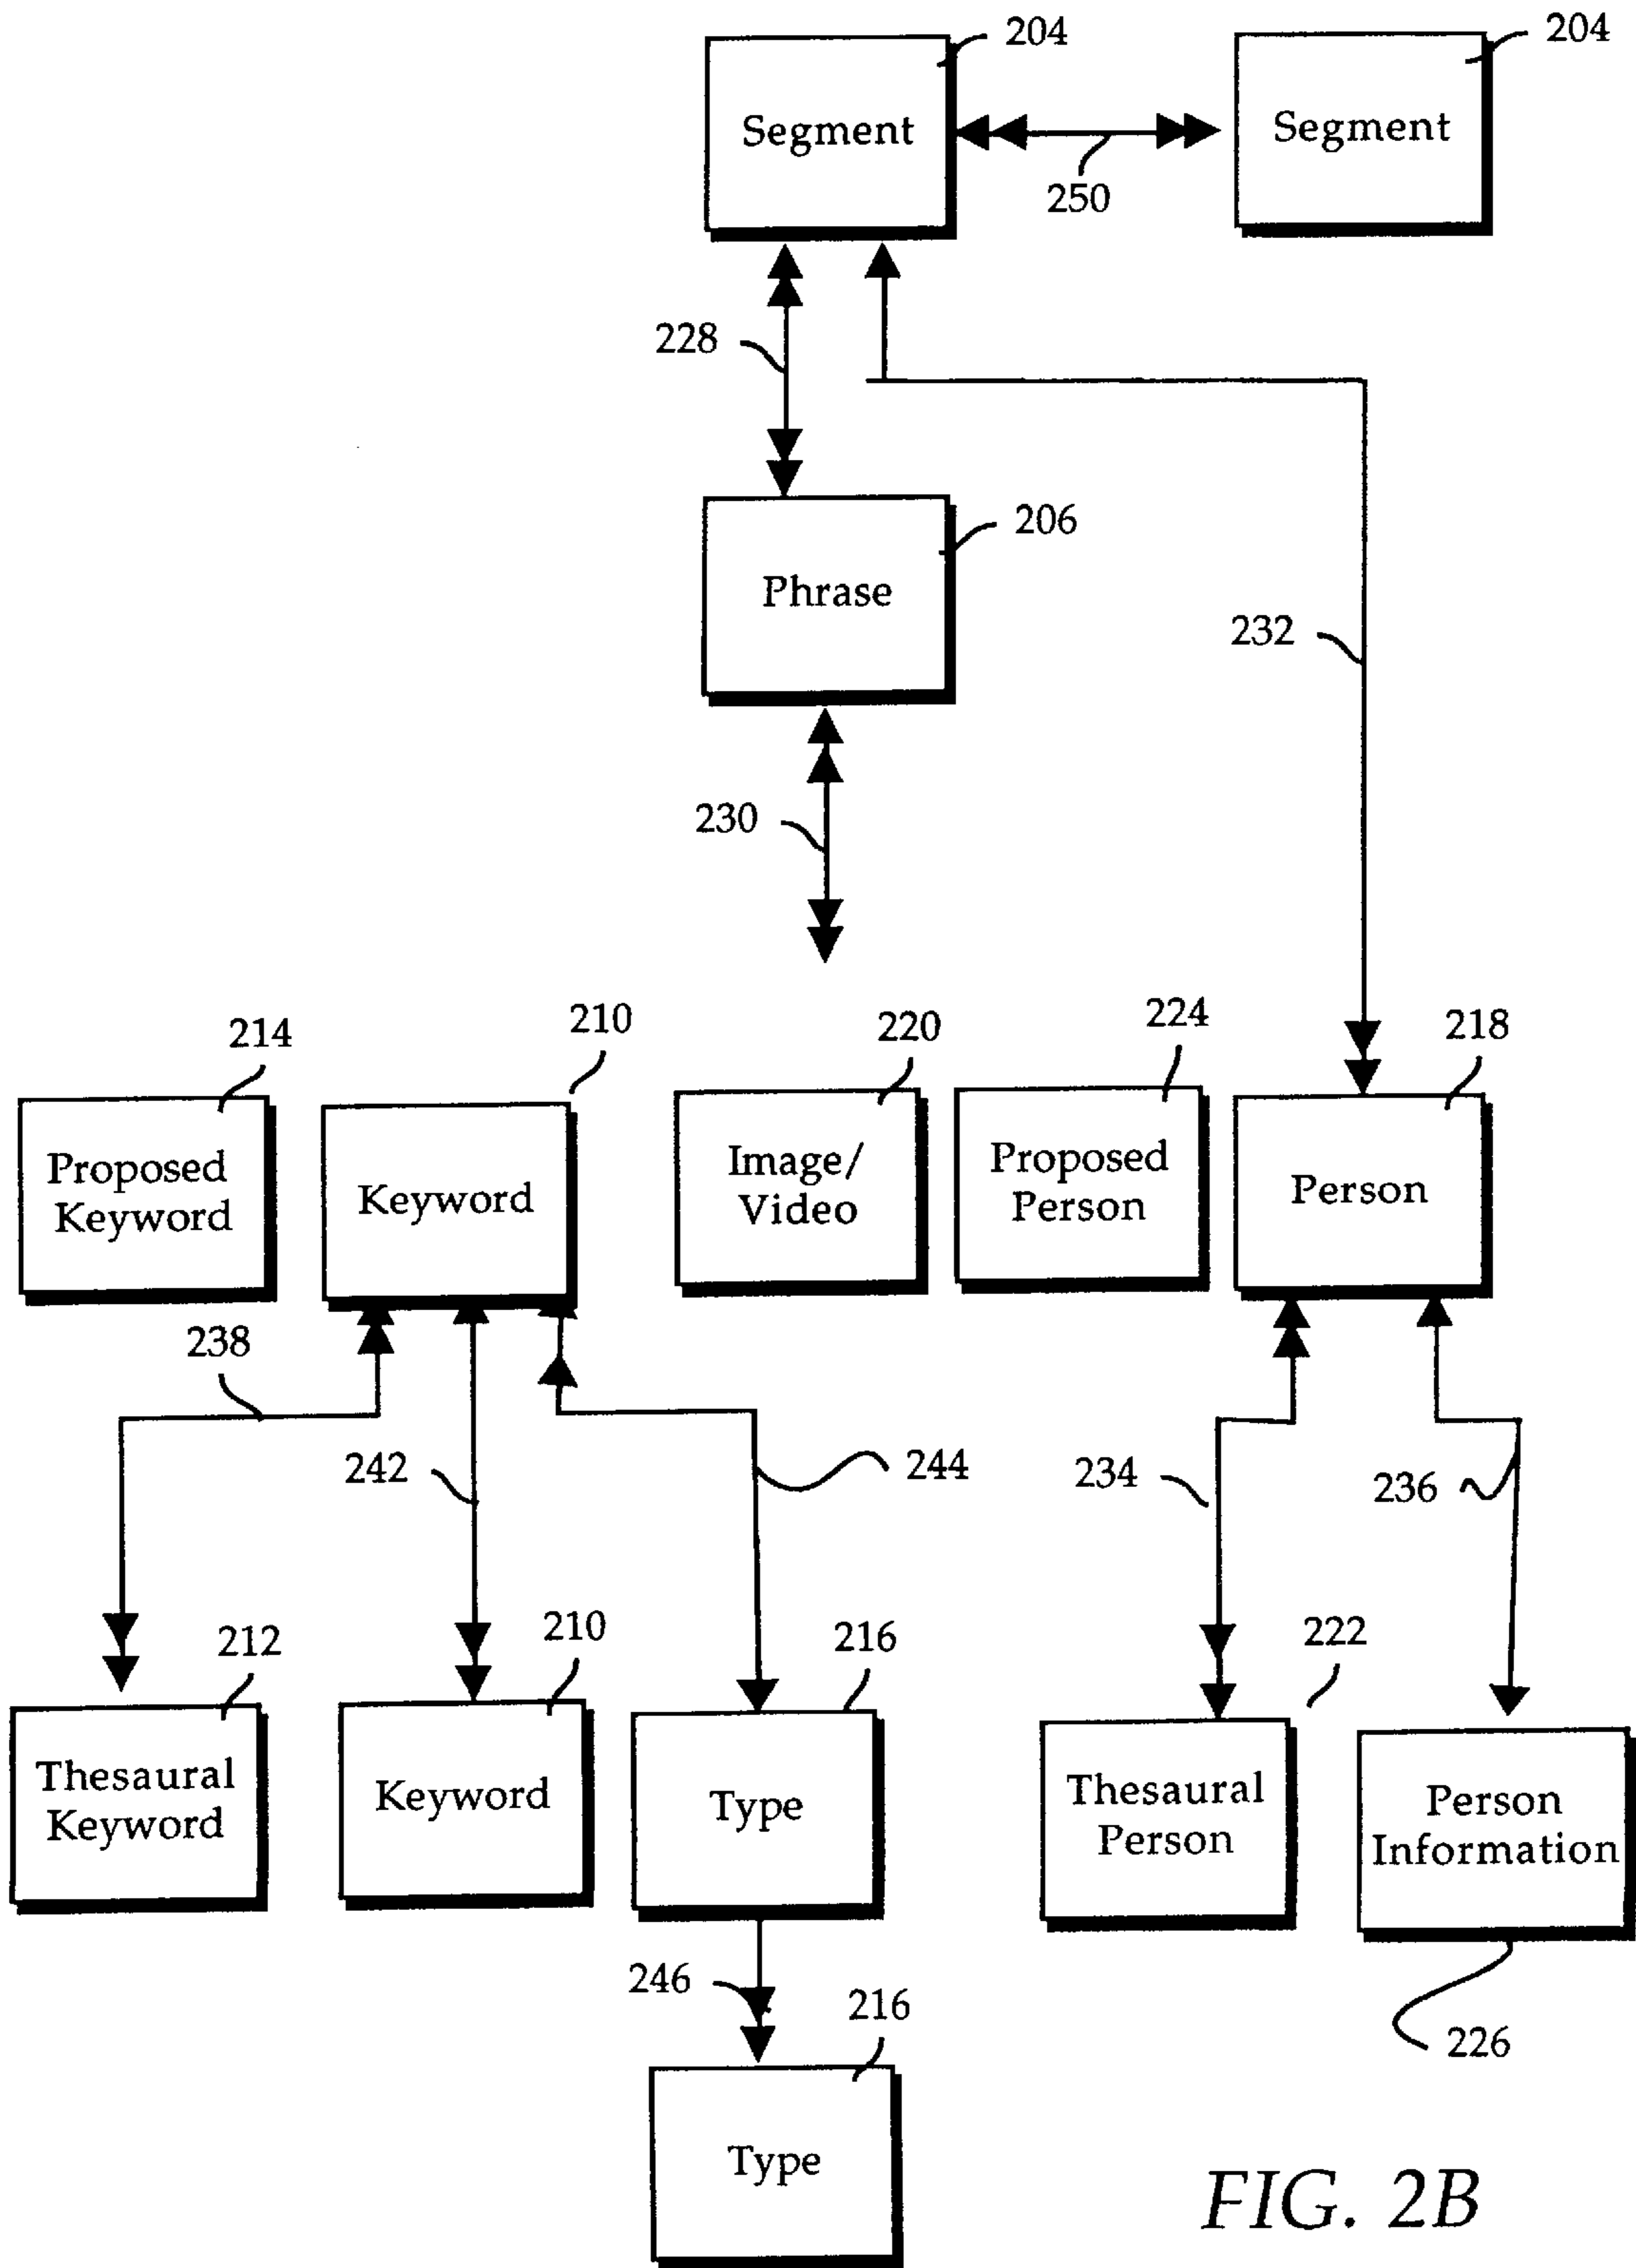 204
204
Segment
Segment
250
228
206
Phrase
232
230
214
210
220
224
218
Proposed
Keyword
Keyword
Image/
Video
Proposed
Person
Person
238
242
244
234
236
212
210
216
222
Thesaural
Keyword
Keyword
Type
Thesaural
Person
Person
Information
246
216
226
Type
FIG. 2B